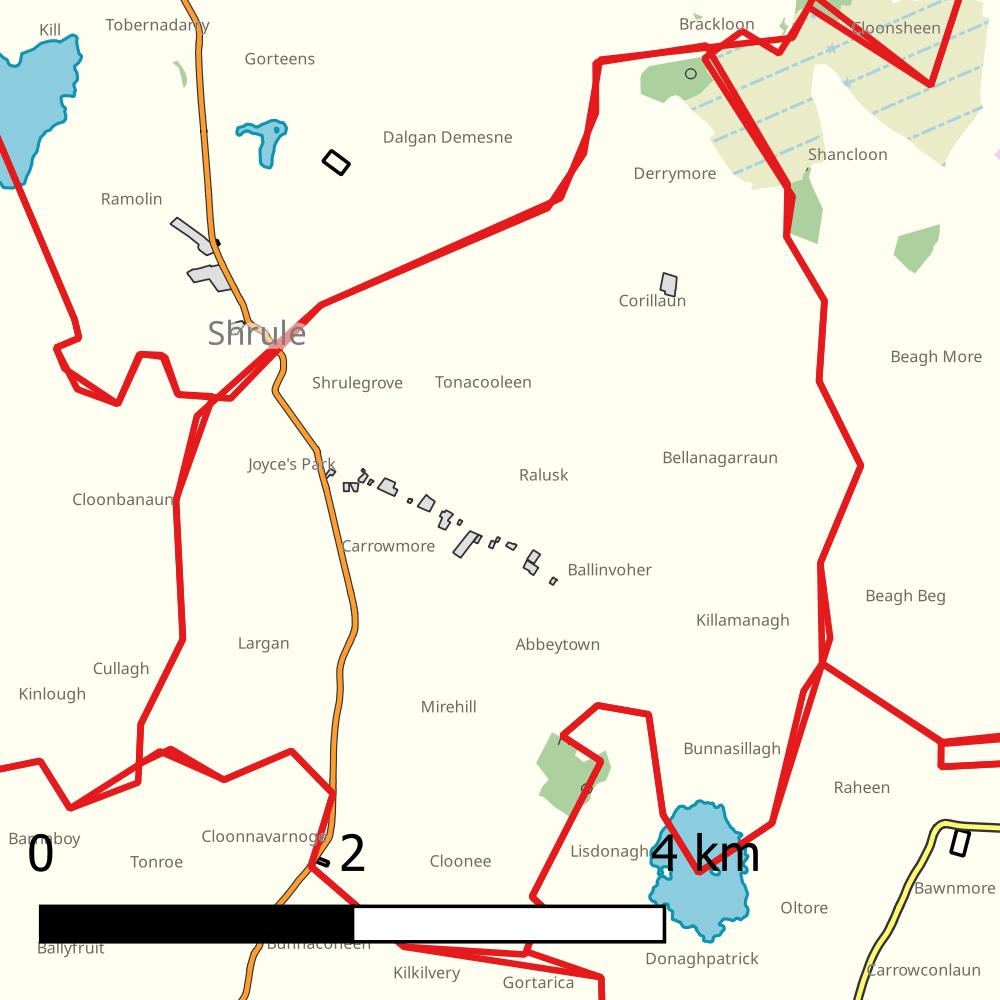 Kill
Tobernadarry
Brackloon
Cloonsheen
Gorteens
Dalgan Demesne
Shancloon
Derrymore
Ramolin
Corillaun
Shrule
Beagh More
Shrulegrove
Tonacooleen
Bellanagarraun
Joyce's Park
Ralusk
Cloonbanaun
Carrowmore
Ballinvoher
Beagh Beg
Killamanagh
Largan
Abbeytown
Cullagh
Kinlough
Mirehill
Bunnasillagh
Raheen
Cloonnavarnoge
Lisdonagh
0
2
4 km
Tonroe
Cloonee
Bawnmore
Oltore
Ballyfruit
Bunnaconeen
Donaghpatrick
Kilkilvery
Carrowconlaun
Gortarica